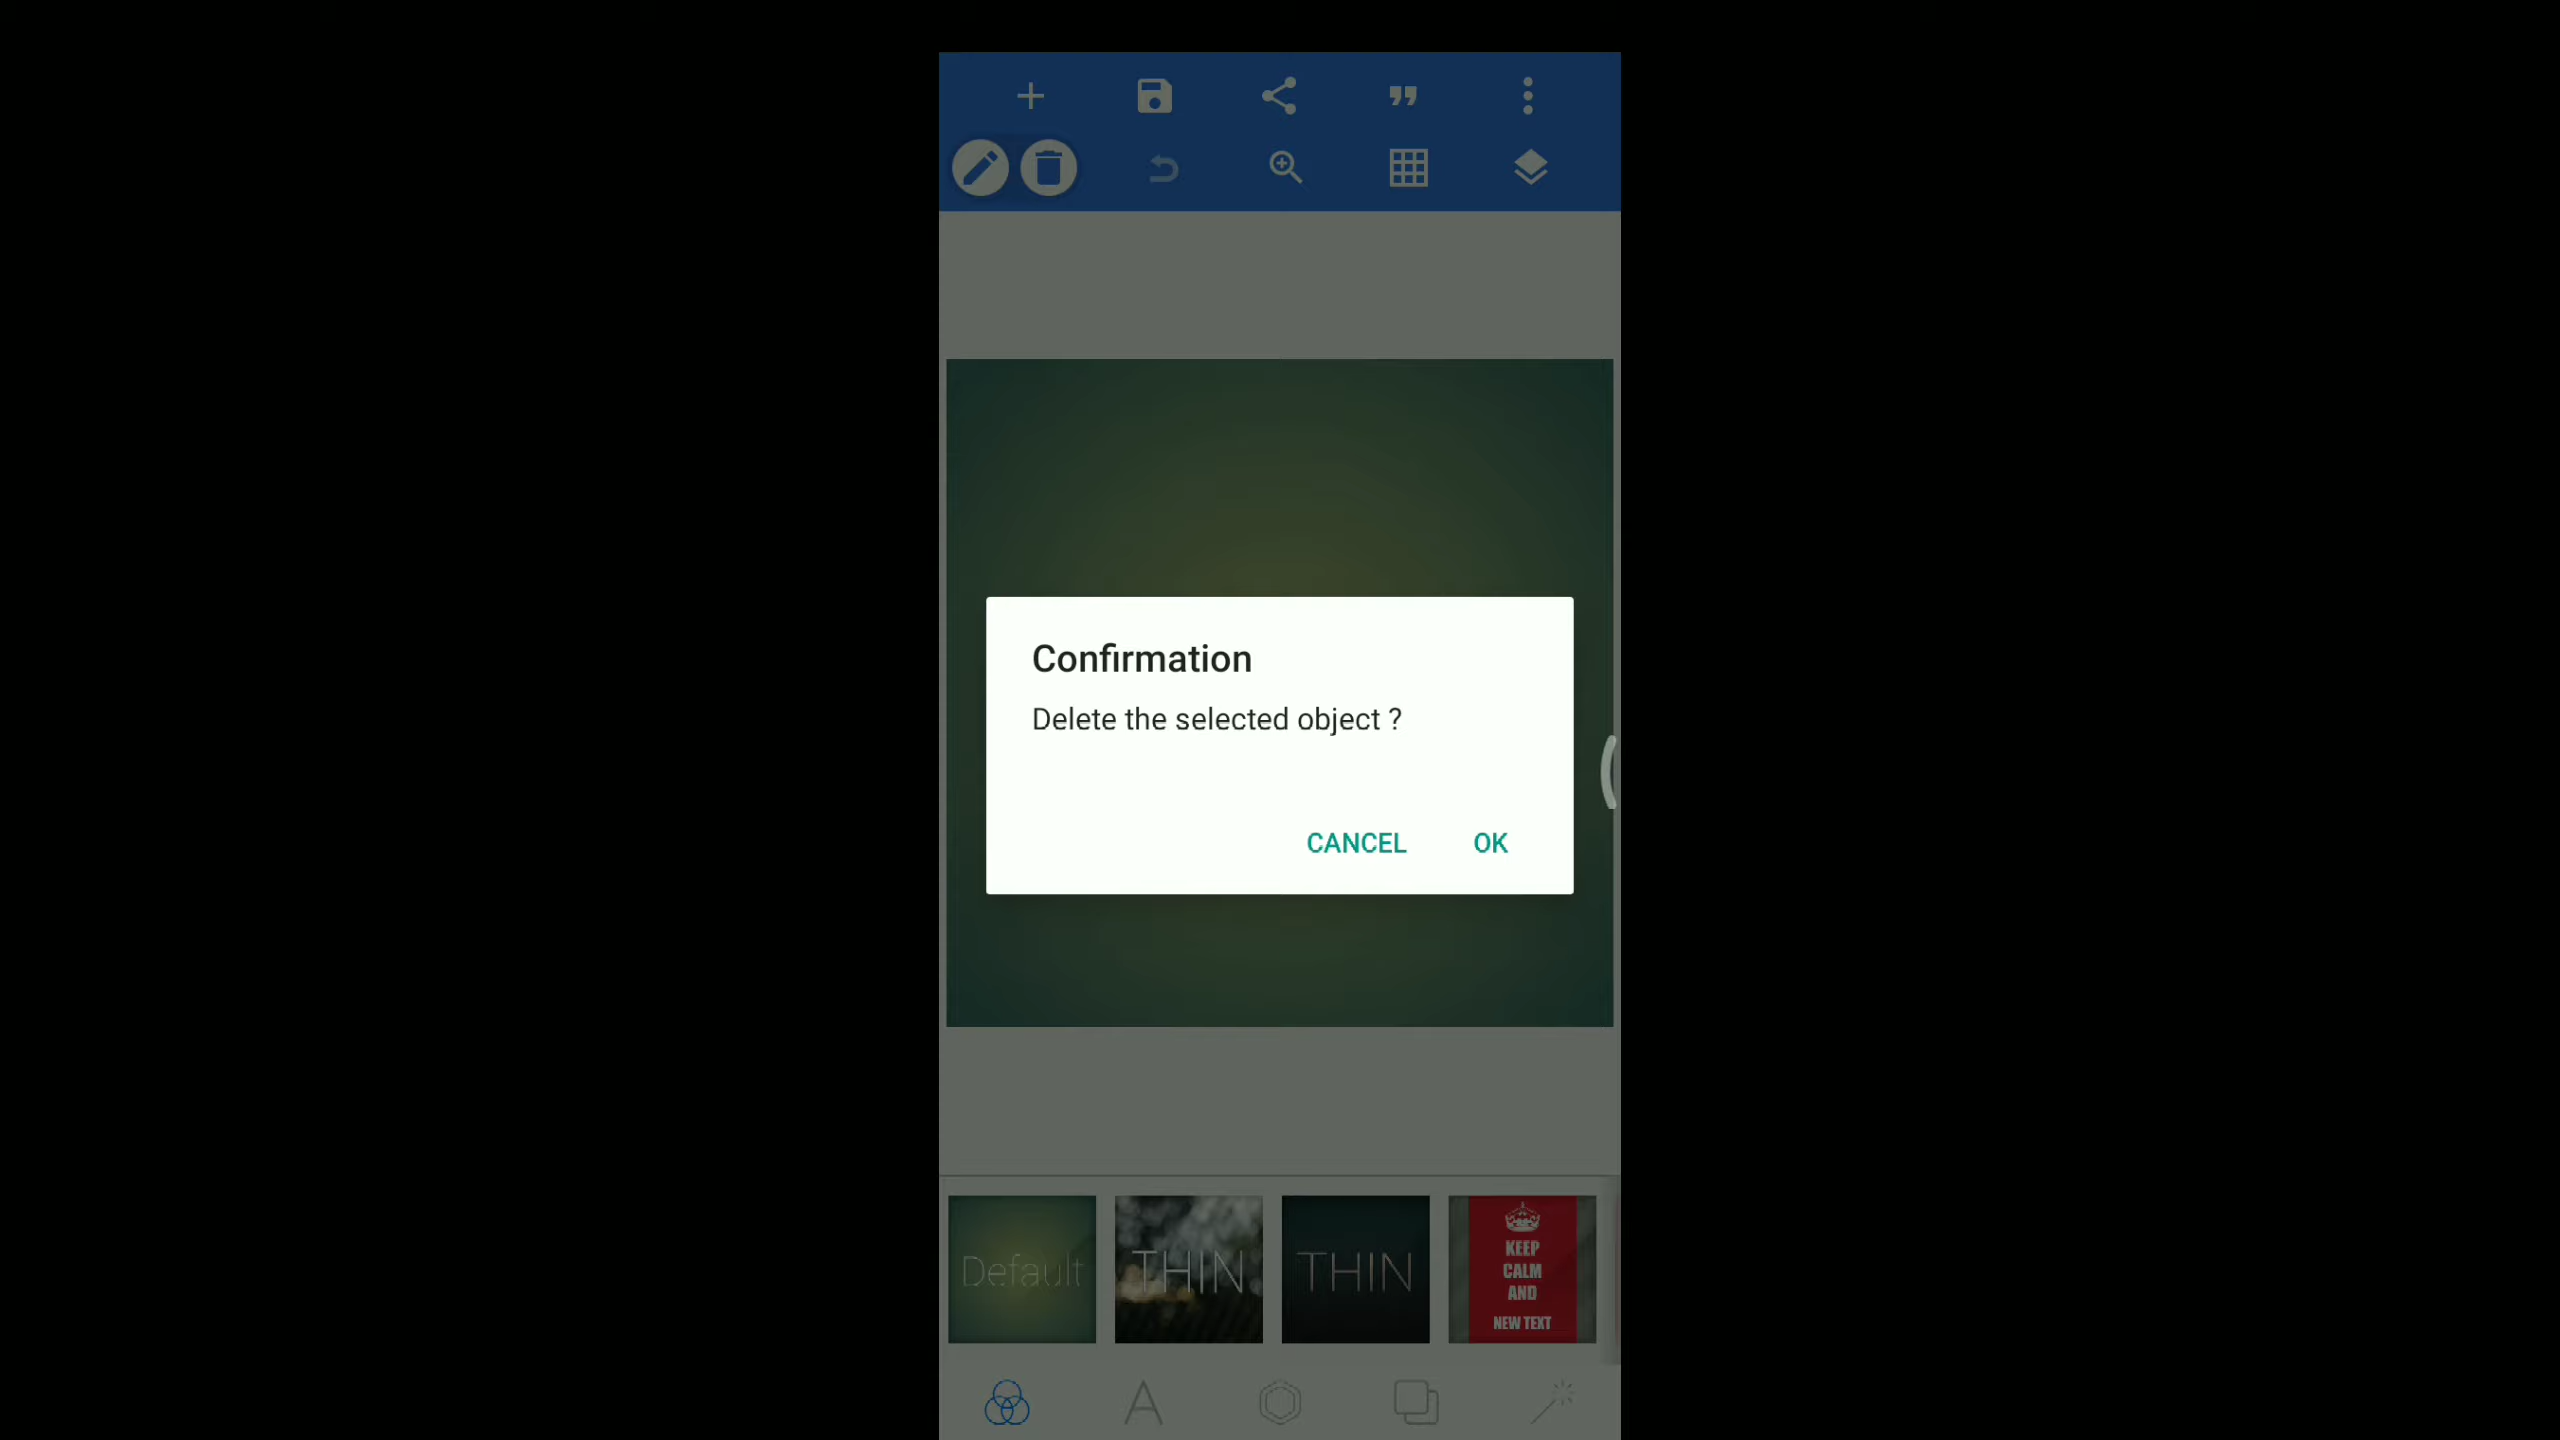 Confirmation
Delete the selected object ?
CANCEL OK
Default
THIN
THIN
KEEP
CALM
AND
NEW TEXT